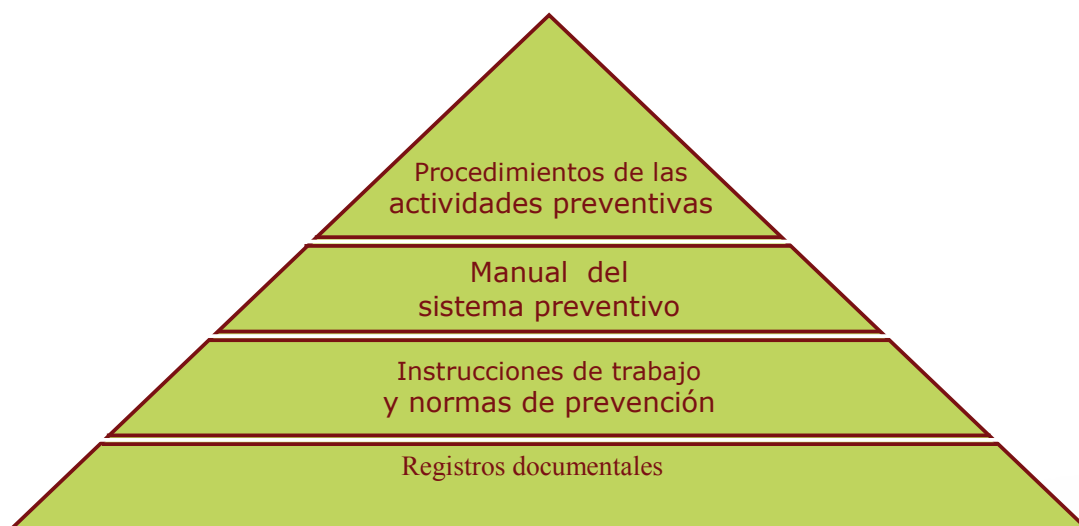 Procedimientos de las
actividades preventivas
Manual del
sistema preventivo
Instrucciones de trabajo
y normas de prevención
Registros documentales